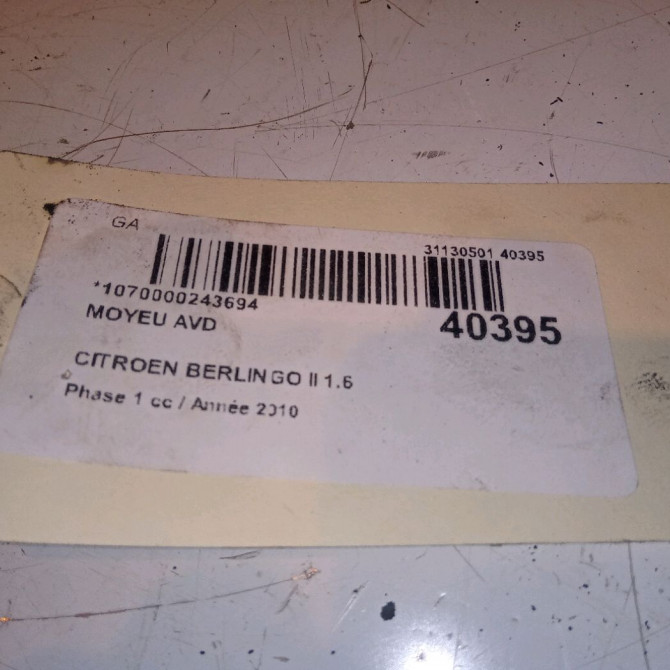 GA
31130501 40395
*1070000243694
40395
MOYEU AVD
CITROEN BERLINGO II 1.6
Phase 1 cc / Année 2010